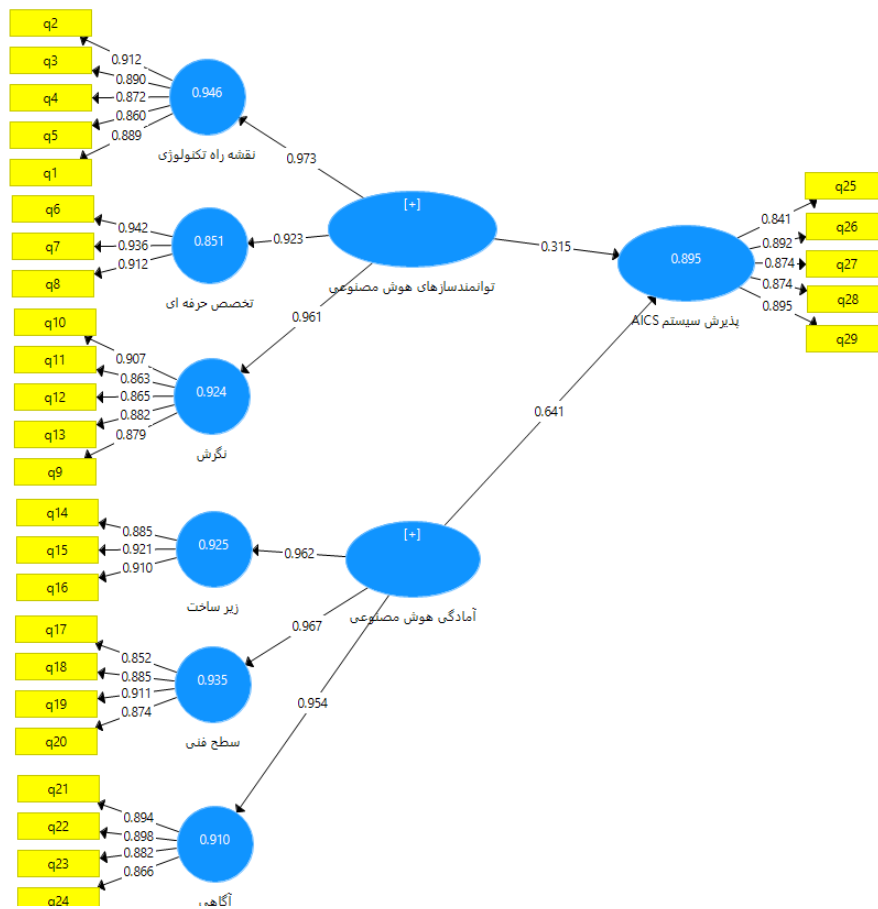 q2
q3
q4
q5
q1
0.912
0.890
0.872
0.860
0.889
0.946
نقشه راه تکنولوژی
q6
q7
q8
0.942
0.936
0.912
0.851
تخصص حرفه ای
q10
q11
q12
q13
q9
0.907
0.863
0.865
0.882
0.879
0.924
نگرش
0.973
0.923
0.961
[+]
توانمندسازهای هوش مصنوعی
0.315
0.895
پذیرش سیستم AICS
0.841
0.892
0.874
0.874
0.895
q25
q26
q27
q28
q29
0.641
q14
q15
q16
0.885
0.921
0.910
0.925
زیر ساخت
q17
q18
q19
q20
0.852
0.885
0.911
0.874
0.935
سطح فنی
0.962
0.967
0.954
[+]
آمادگی هوش مصنوعی
q21
q22
q23
q24
0.894
0.898
0.882
0.866
0.910
آگاهی